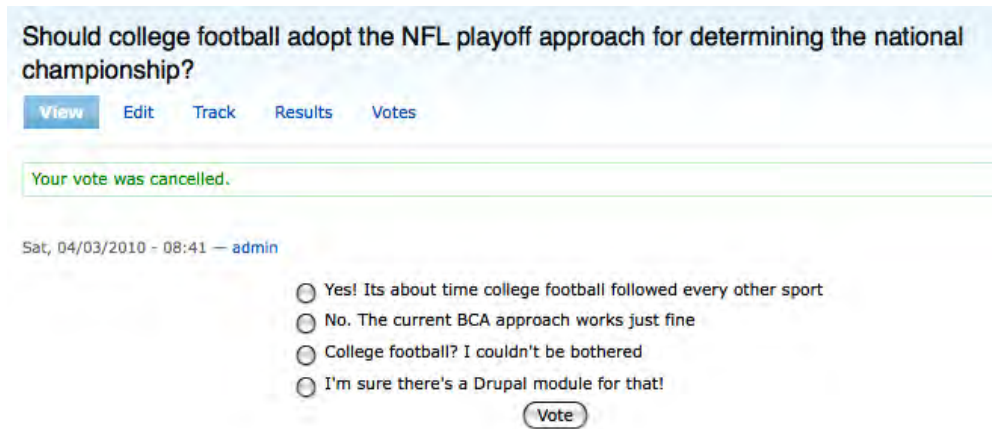 Should college football adopt the NFL playoff approach for determining the national
championship?
View Edit Track Results Votes
Your vote was cancelled.
Sat, 04/03/2010 - 08:41 — admin
Yes! Its about time college football followed every other sport
No. The current BCA approach works just fine
College football? I couldn't be bothered
I'm sure there's a Drupal module for that!
Vote